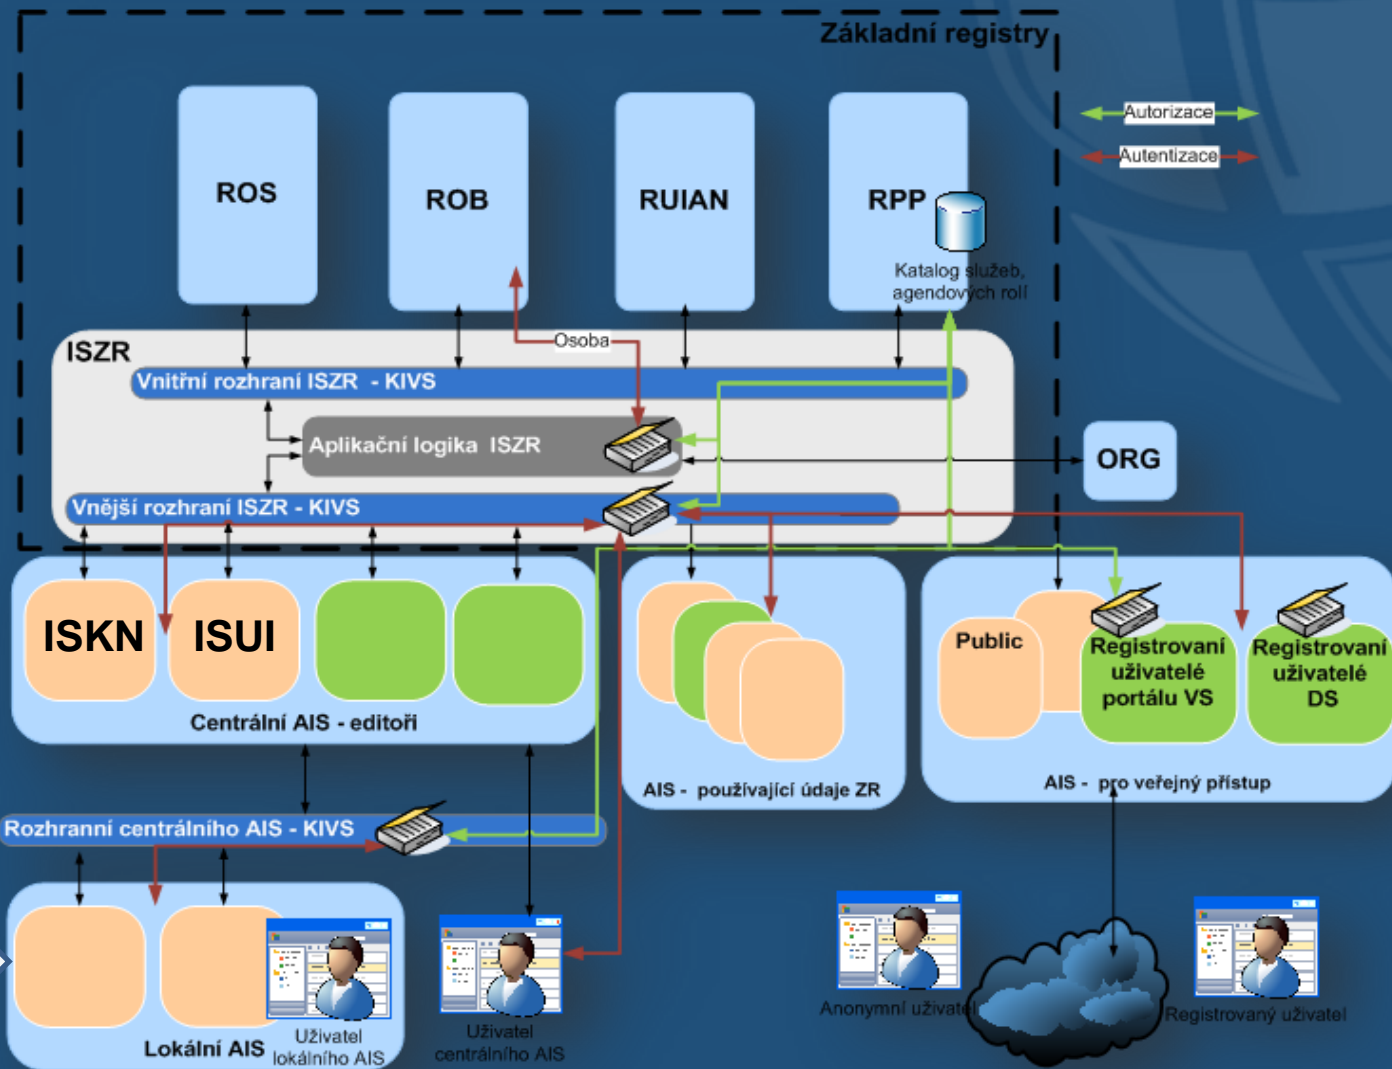 Základní registry
Autorizace
Autentizace
ROS
ROB
RUIAN
RPP
Katalog služeb,
agendových rolí
ISZR
Osoba
Vnitřní rozhraní ISZR - KIVS
Aplikační logika ISZR
ORG
Vnější rozhraní ISZR - KIVS
ISKN
ISUI
Centrální AIS - editoři
AIS - používající údaje ZR
Public
Registrovaní
uživatelé
portálu VS
Registrovaní
uživatelé
DS
AIS - pro veřejný přístup
Rozhranní centrálního AIS - KIVS
Lokální AIS
Uživatel
lokálního AIS
Uživatel
centrálního AIS
Anonymní uživatel
Registrovaný uživatel